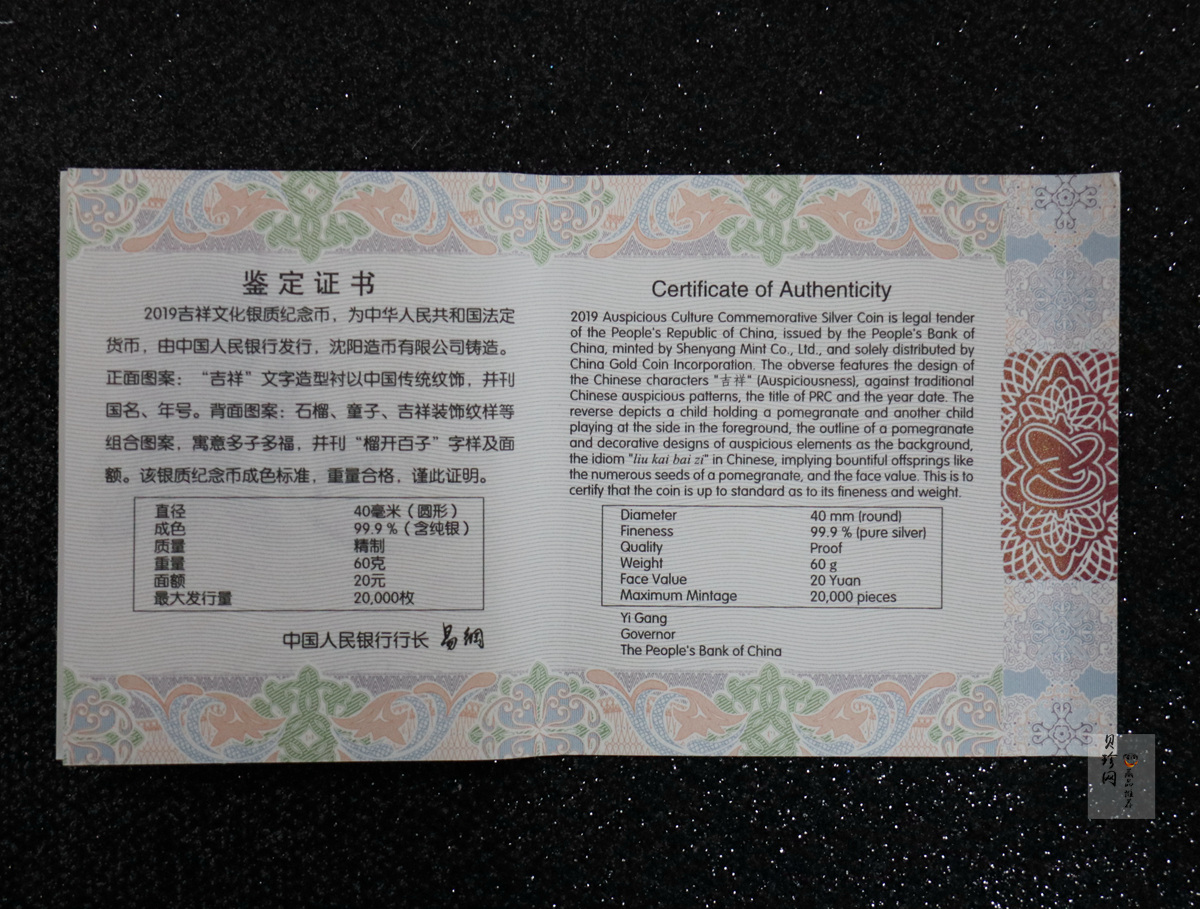 鉴定证书
2019吉祥文化银质纪念币，为中华人民共和国法定
货币，由中国人民银行发行，沈阳造币有限公司铸造。
正面图案：“吉祥”文字造型衬以中国传统纹饰，并刊
国名、年号。背面图案：石榴、童子、吉祥装饰纹样等
组合图案，寓意多子多福，并刊“榴开百子”字样及面
额。该银质纪念币成色标准，重量合格，谨此证明。
直径 40毫米（圆形）
成色 99.9％（含纯银）
质量 精制
重量 60克
面额 20元
最大发行量 20,000枚
中国人民银行行长 易纲
Certificate of Authenticity
2019 Auspicious Culture Commemorative Silver Coin is legal tender
of the People's Republic of China, issued by the People's Bank of
China, minted by Shenyang Mint Co., Ltd., and solely distributed by
China Gold Coin Incorporation. The obverse features the design of
the Chinese characters "吉祥" (Auspiciousness), against traditional
Chinese auspicious patterns, the title of PRC and the year date. The
reverse depicts a child holding a pomegranate and another child
playing at the side in the foreground, the outline of a pomegranate
and decorative designs of auspicious elements as the background,
the idiom "liu kai bai zi" in Chinese, implying bountiful offsprings like
the numerous seeds of a pomegranate, and the face value. This is to
certify that the coin is up to standard as to its fineness and weight.
Diameter 40 mm (round)
Fineness 99.9 % (pure silver)
Quality Proof
Weight 60 g
Face Value 20 Yuan
Maximum Mintage 20,000 pieces
Yi Gang
Governor
The People's Bank of China
贝珍网
藏品推荐